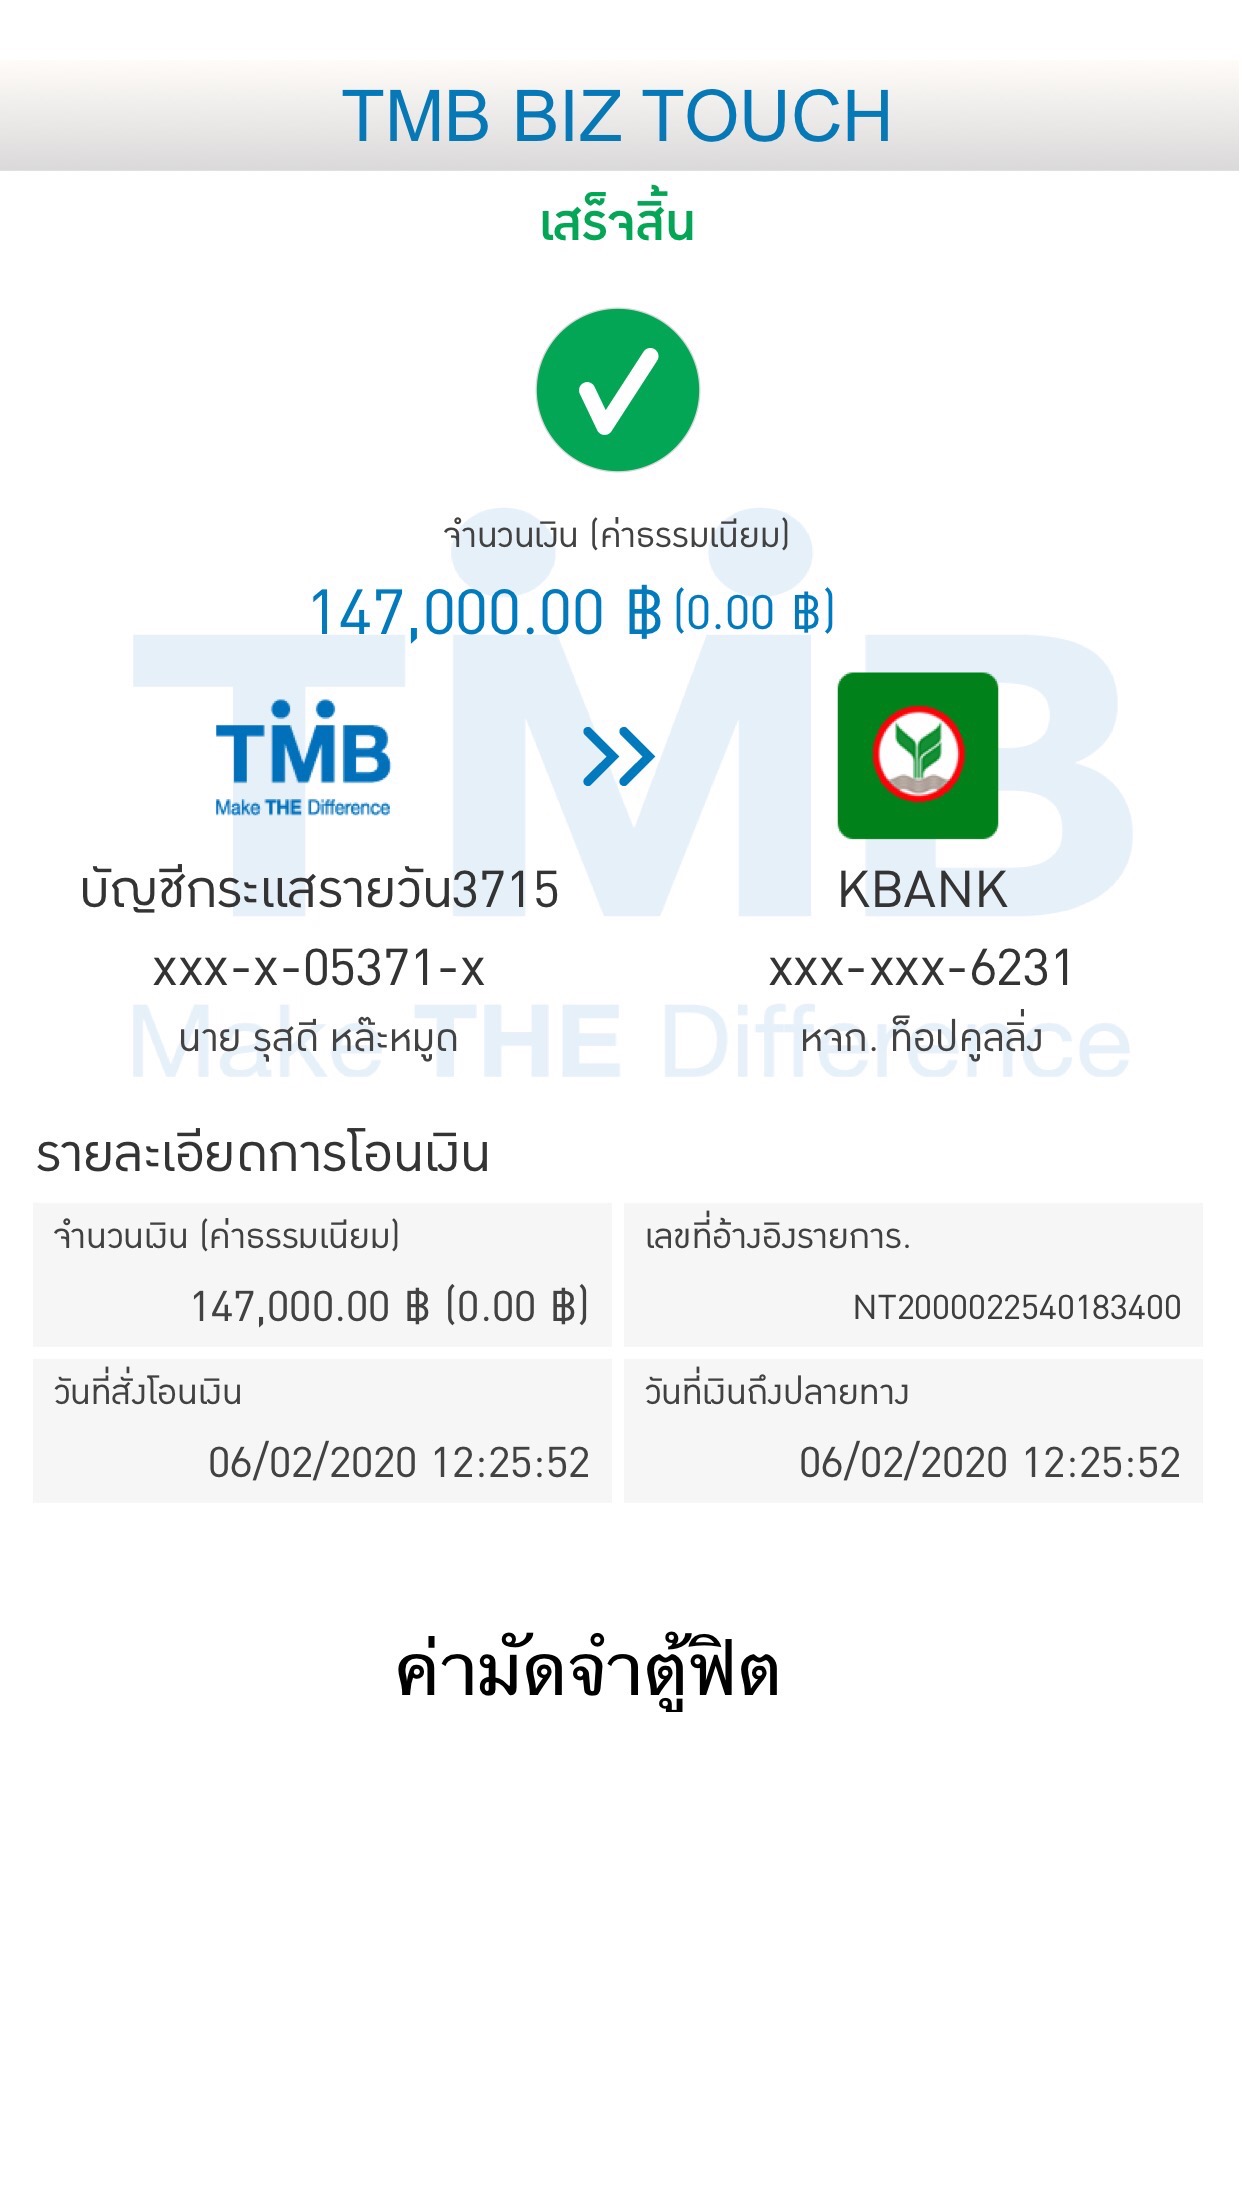 TMB BIZ TOUCH
เสร็จสิ้น
จำนวนเงิน (ค่าธรรมเนียม)
147,000.00 ฿ (0.00 ฿)
TMB
Make THE Difference
บัญชีกระแสรายวัน3715
KBANK
xxx-x-05371-x
xxx-xxx-6231
นาย รุสดี หล๊ะหมูด
หจก. ท็อปคูลลิ่ง
TMB
Make THE Difference
รายละเอียดการโอนเงิน
จำนวนเงิน (ค่าธรรมเนียม)
147,000.00 ฿ (0.00 ฿)
เลขที่อ้างอิงรายการ.
NT2000022540183400
วันที่สั่งโอนเงิน
06/02/2020 12:25:52
วันที่เงินถึงปลายทาง
06/02/2020 12:25:52
ค่ามัดจำตู้ฟิต